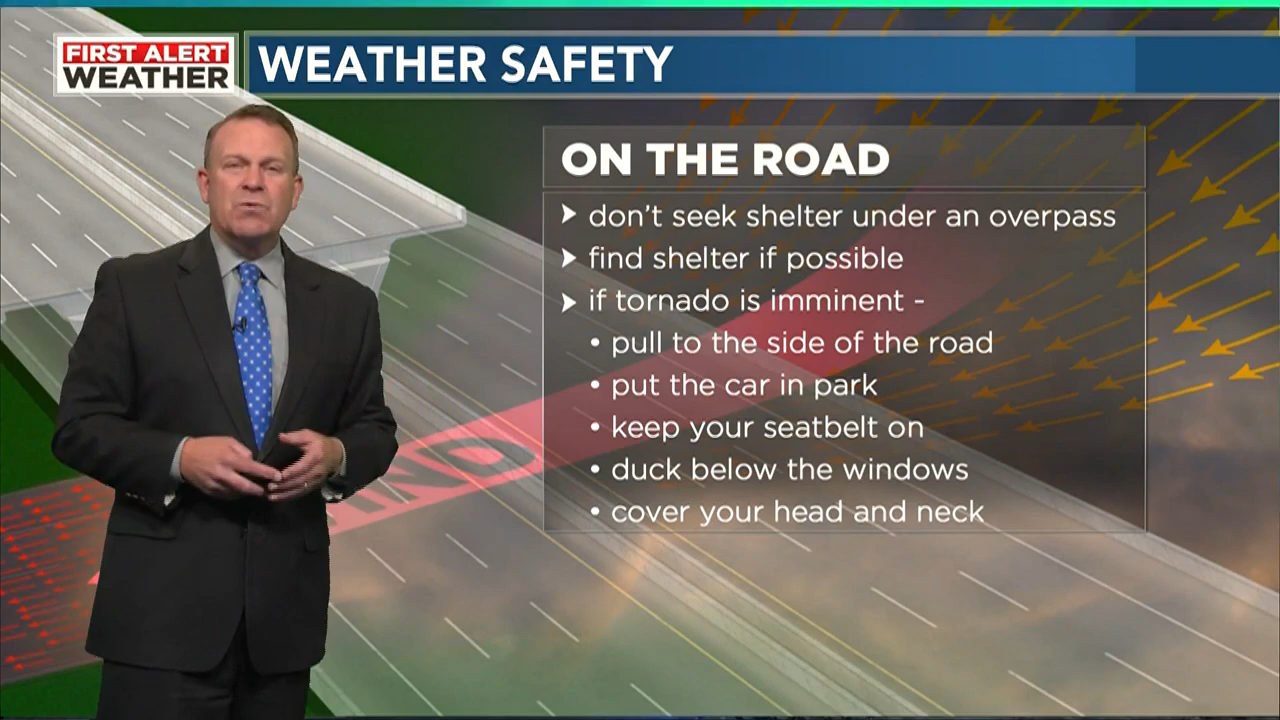 FIRST ALERT
WEATHER
WEATHER SAFETY
ON THE ROAD
don't seek shelter under an overpass
find shelter if possible
if tornado is imminent -
• pull to the side of the road
• put the car in park
• keep your seatbelt on
• duck below the windows
• cover your head and neck